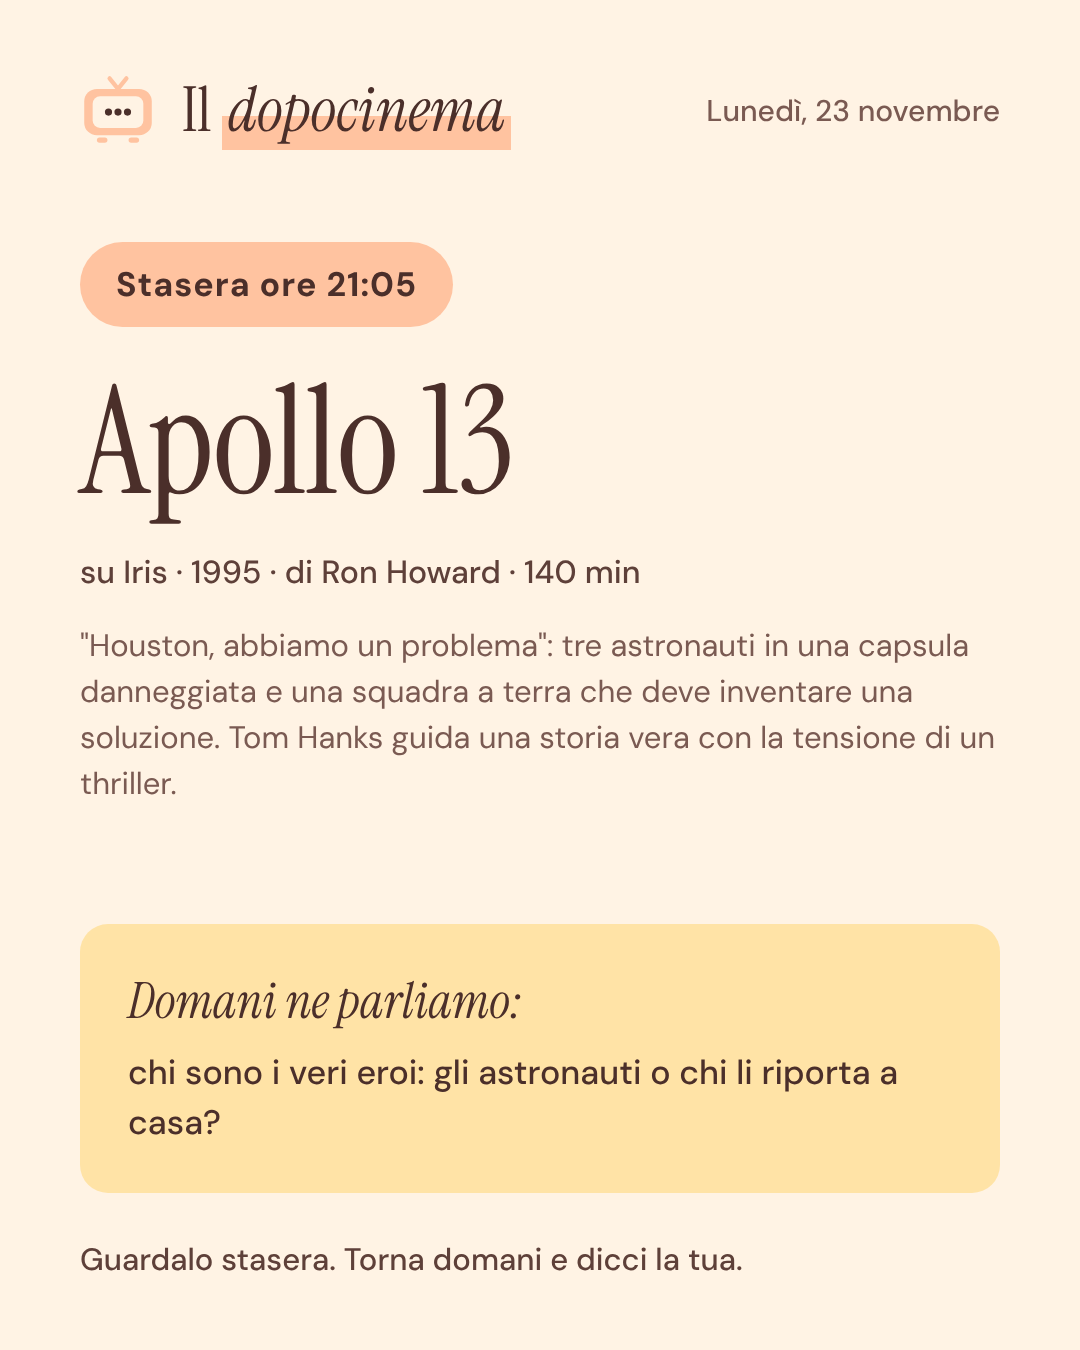 Il dopocinema
Lunedì, 23 novembre
Stasera ore 21:05
Apollo 13
su Iris · 1995 · di Ron Howard · 140 min
"Houston, abbiamo un problema": tre astronauti in una capsula
danneggiata e una squadra a terra che deve inventare una
soluzione. Tom Hanks guida una storia vera con la tensione di un
thriller.
Domani ne parliamo:
chi sono i veri eroi: gli astronauti o chi li riporta a
casa?
Guardalo stasera. Torna domani e dicci la tua.